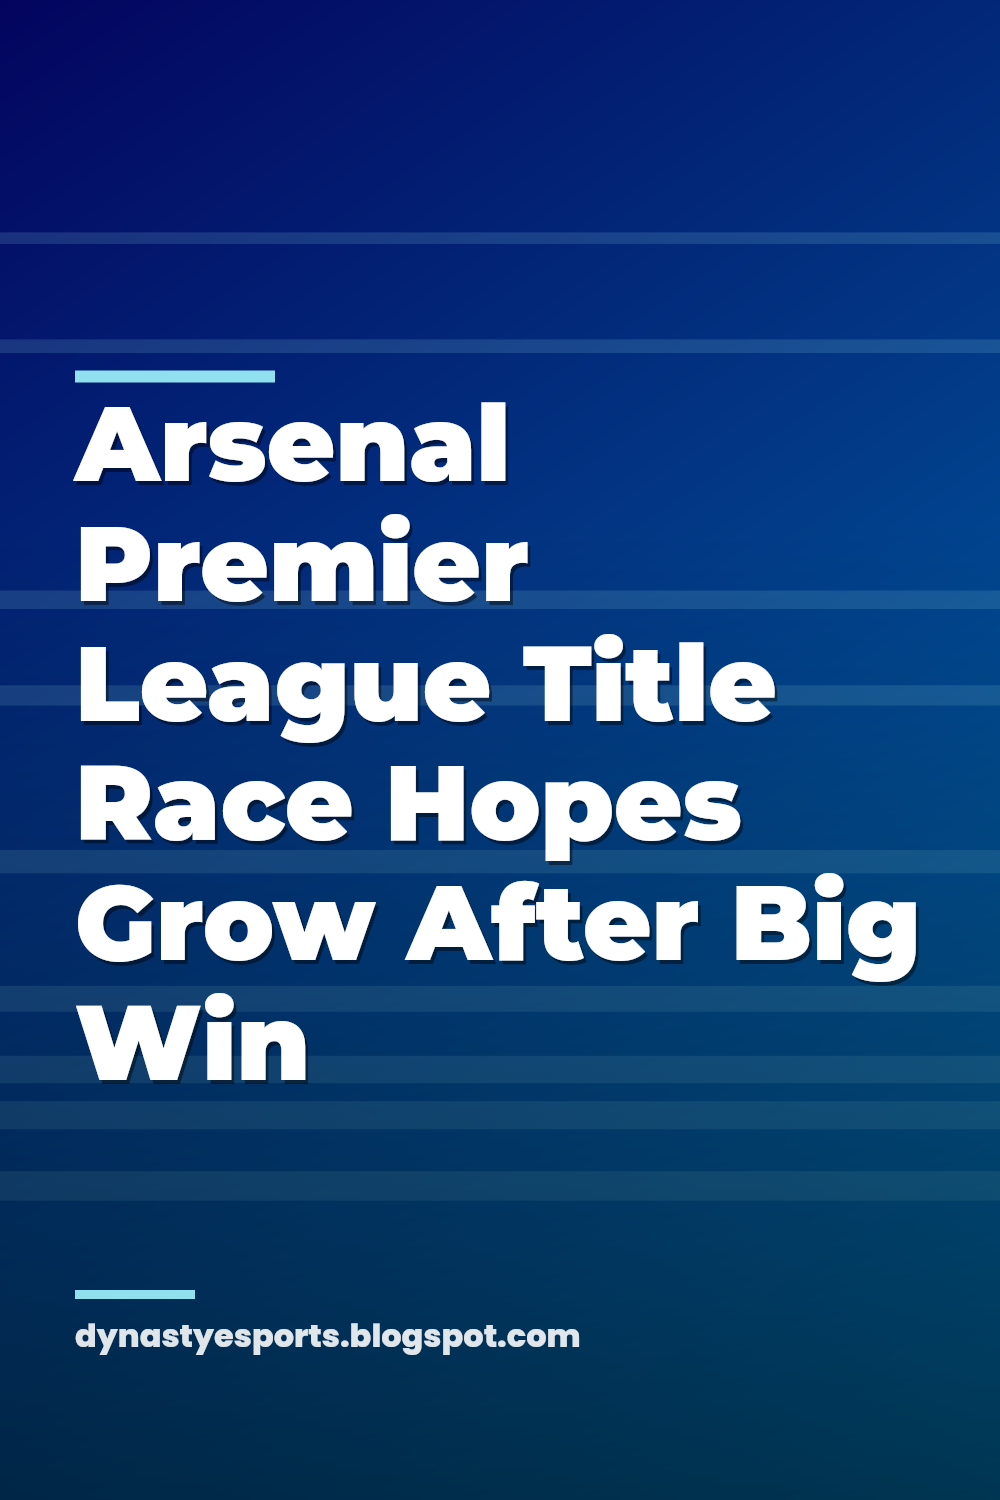 Arsenal
Premier
League Title
Race Hopes
Grow After Big
Win
dynastyesports.blogspot.com